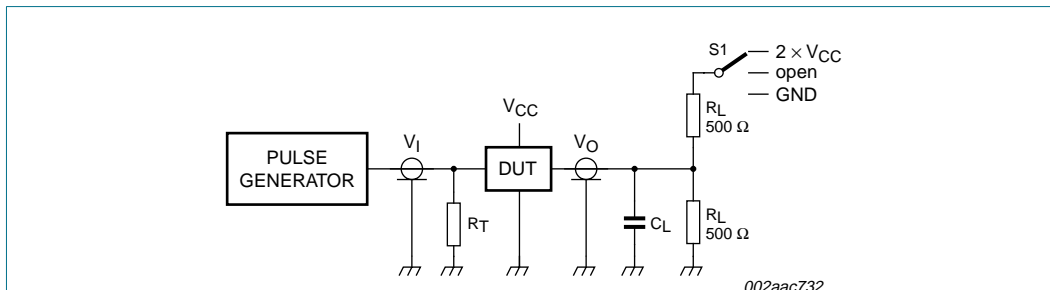 S1
2 × VCC
open
GND
RL
500 Ω
VCC
VI
VO
PULSE
GENERATOR
DUT
RT
CL
RL
500 Ω
002aac732